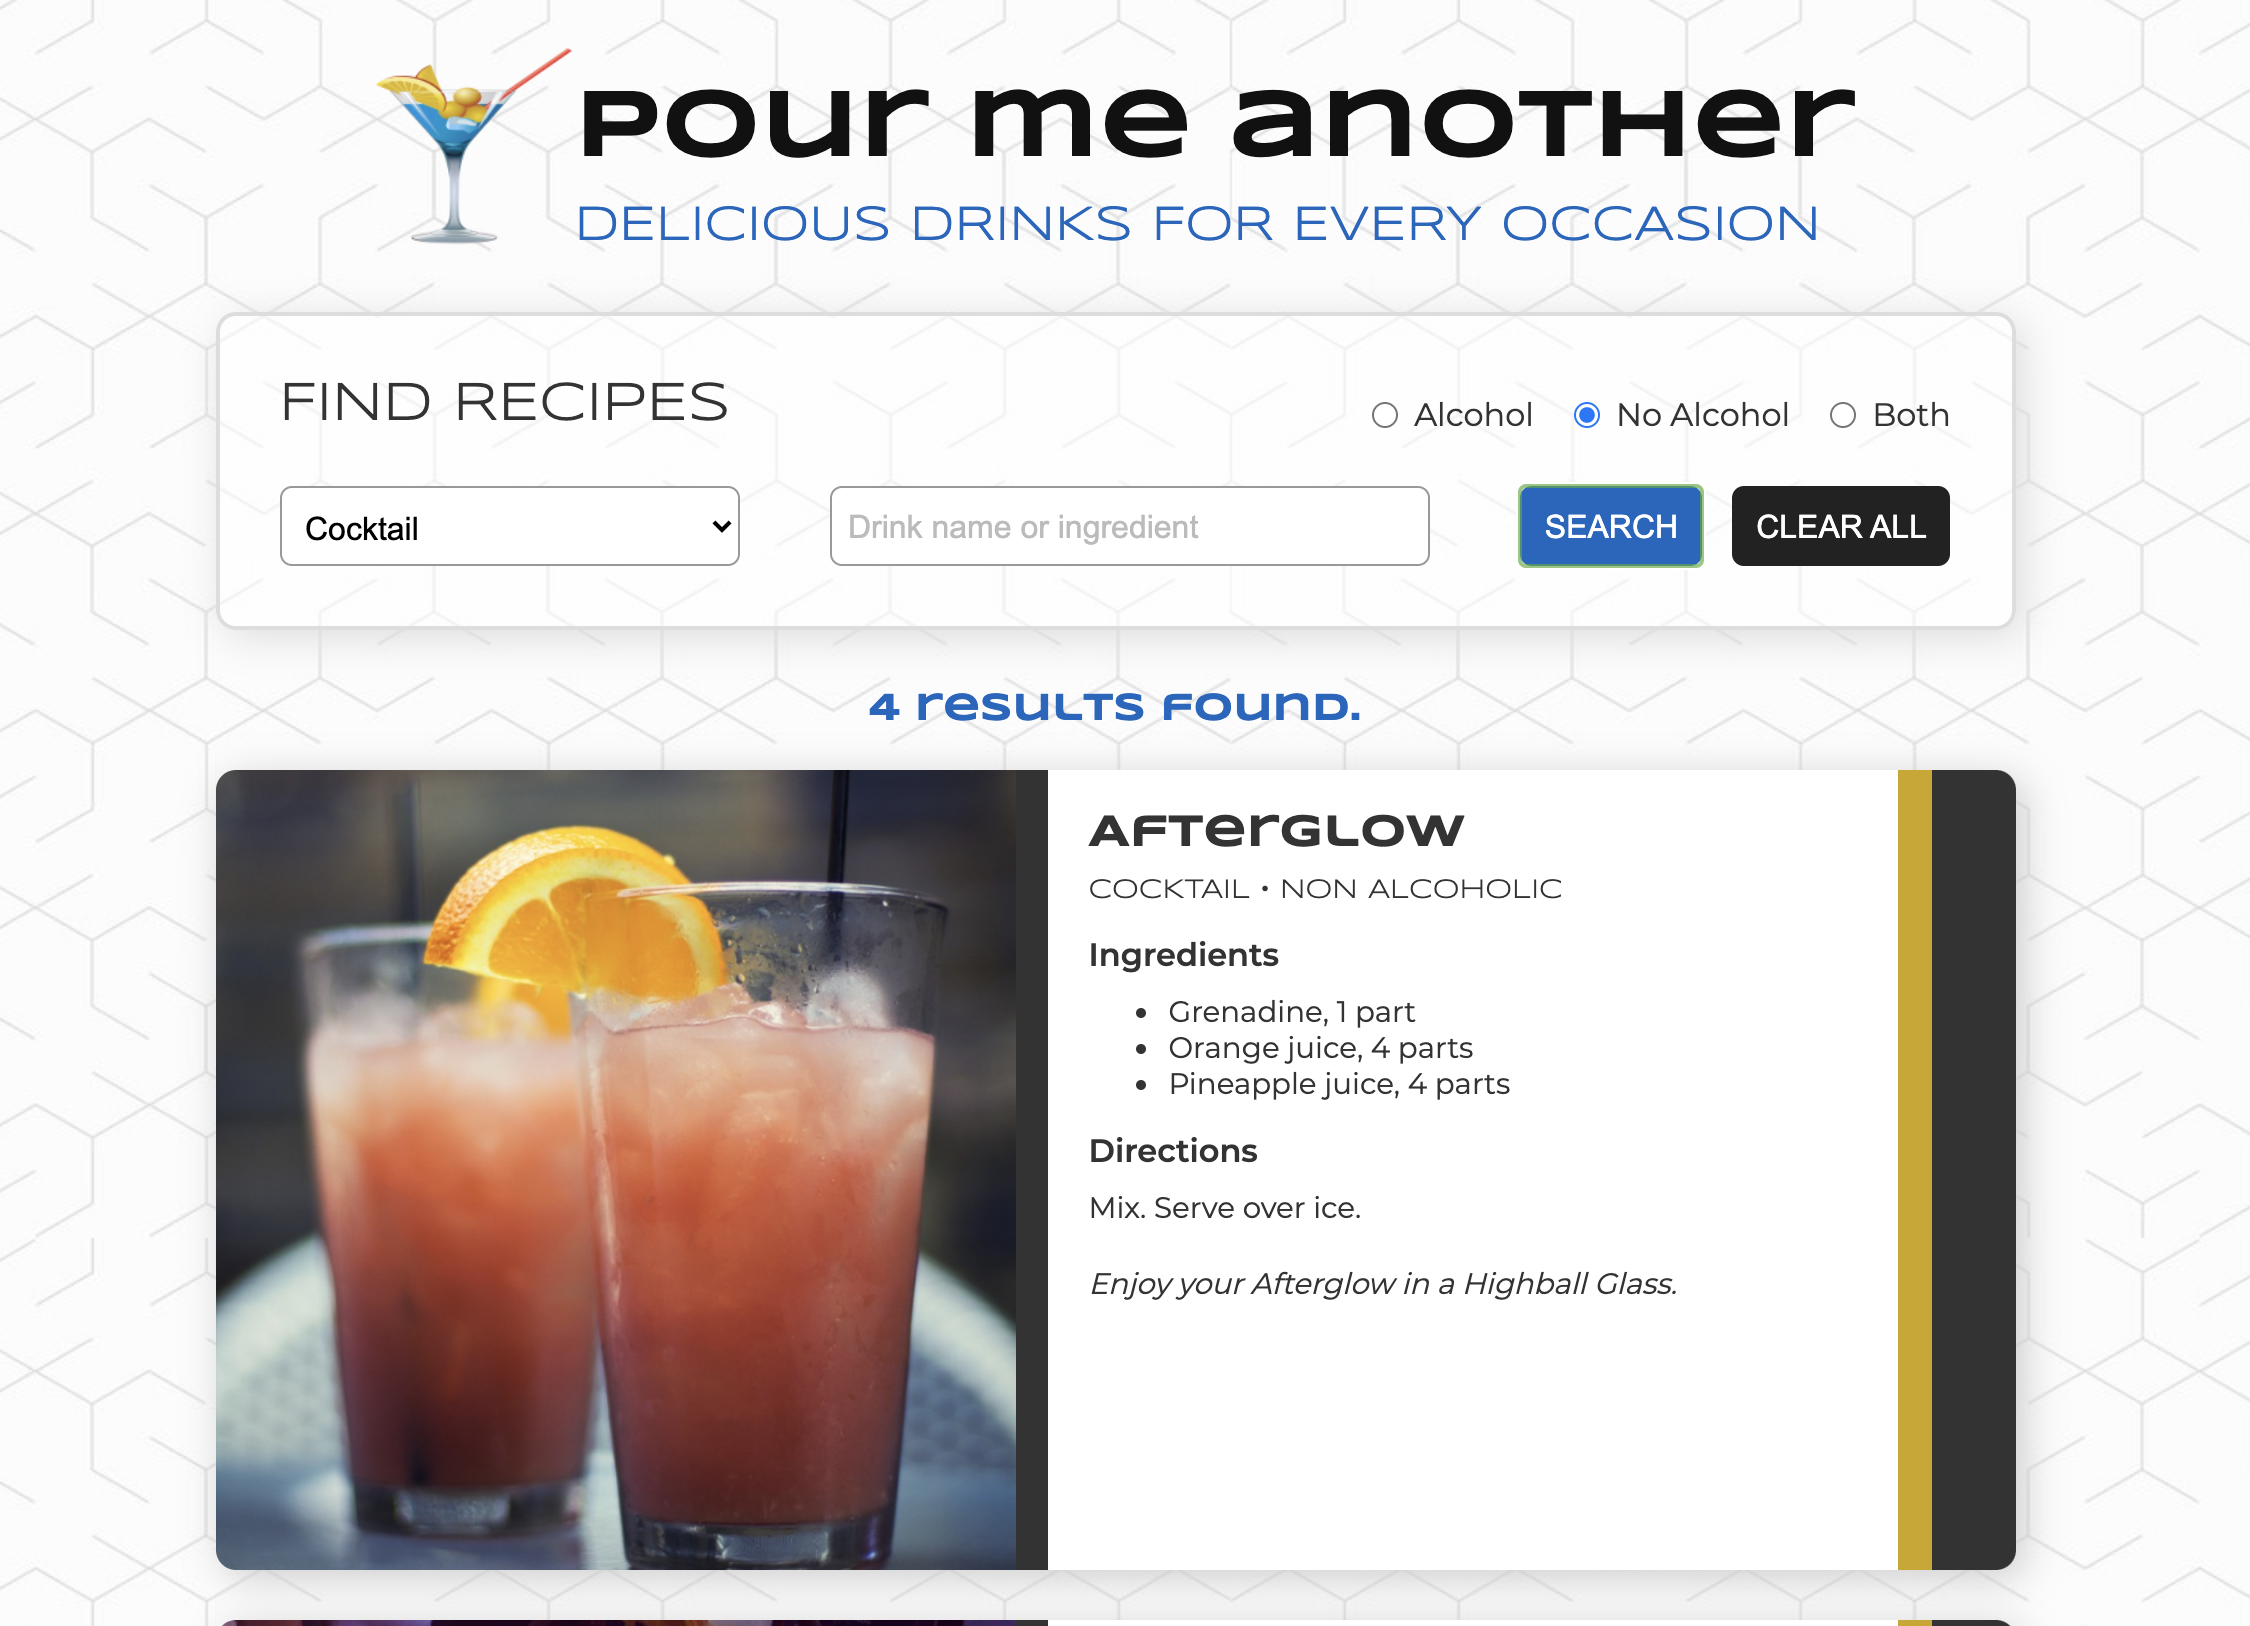 Pour me another
DELICIOUS DRINKS FOR EVERY OCCASION
FIND RECIPES
Alcohol No Alcohol Both
Cocktail Drink name or ingredient SEARCH CLEAR ALL
4 results found.
Afterglow
COCKTAIL • NON ALCOHOLIC
Ingredients
• Grenadine, 1 part
• Orange juice, 4 parts
• Pineapple juice, 4 parts
Directions
Mix. Serve over ice.
Enjoy your Afterglow in a Highball Glass.